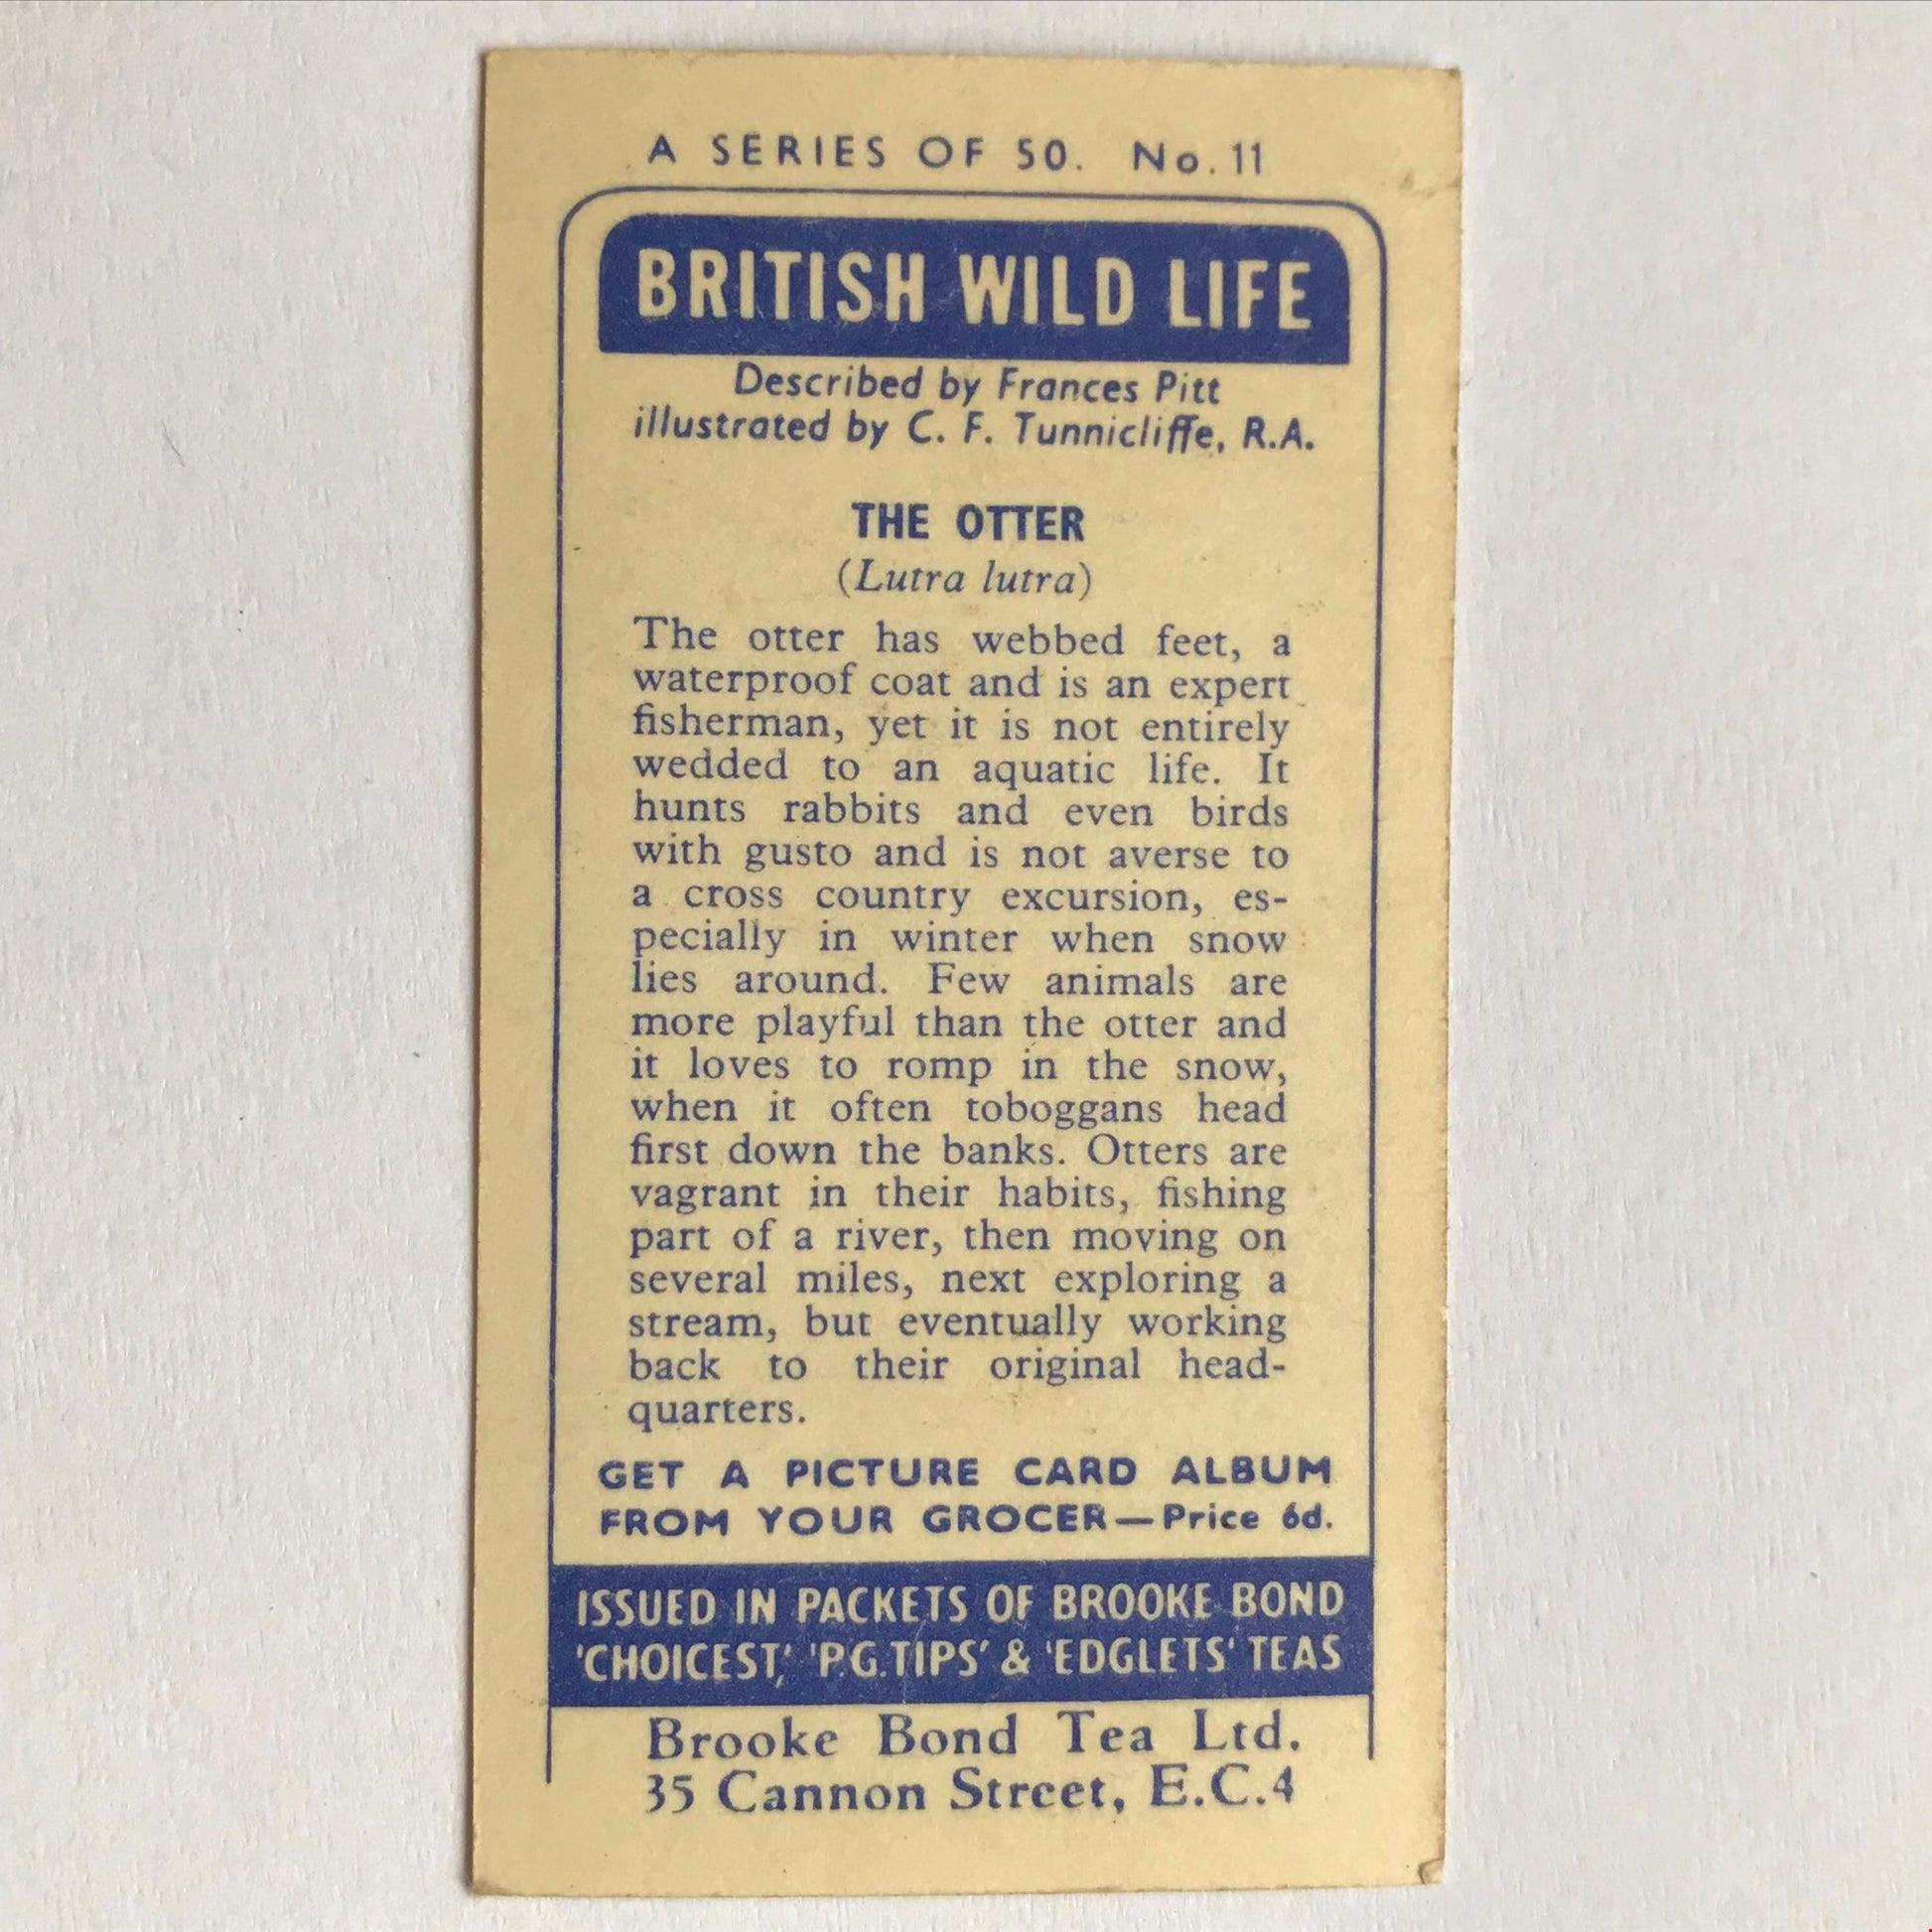 A SERIES OF 50. No. 11
BRITISH WILD LIFE
Described by Frances Pitt
illustrated by C. F. Tunnicliffe, R.A.
THE OTTER
(Lutra lutra)
The otter has webbed feet, a
waterproof coat and is an expert
fisherman, yet it is not entirely
wedded to an aquatic life. It
hunts rabbits and even birds
with gusto and is not averse to
a cross country excursion, es-
pecially in winter when snow
lies around. Few animals are
more playful than the otter and
it loves to romp in the snow,
when it often toboggans head
first down the banks. Otters are
vagrant in their habits, fishing
part of a river, then moving on
several miles, next exploring a
stream, but eventually working
back to their original head-
quarters.
GET A PICTURE CARD ALBUM
FROM YOUR GROCER—Price 6d.
ISSUED IN PACKETS OF BROOKE BOND
'CHOICEST,' 'P.G.TIPS' & 'EDGLETS' TEAS
Brooke Bond Tea Ltd.
35 Cannon Street, E.C.4